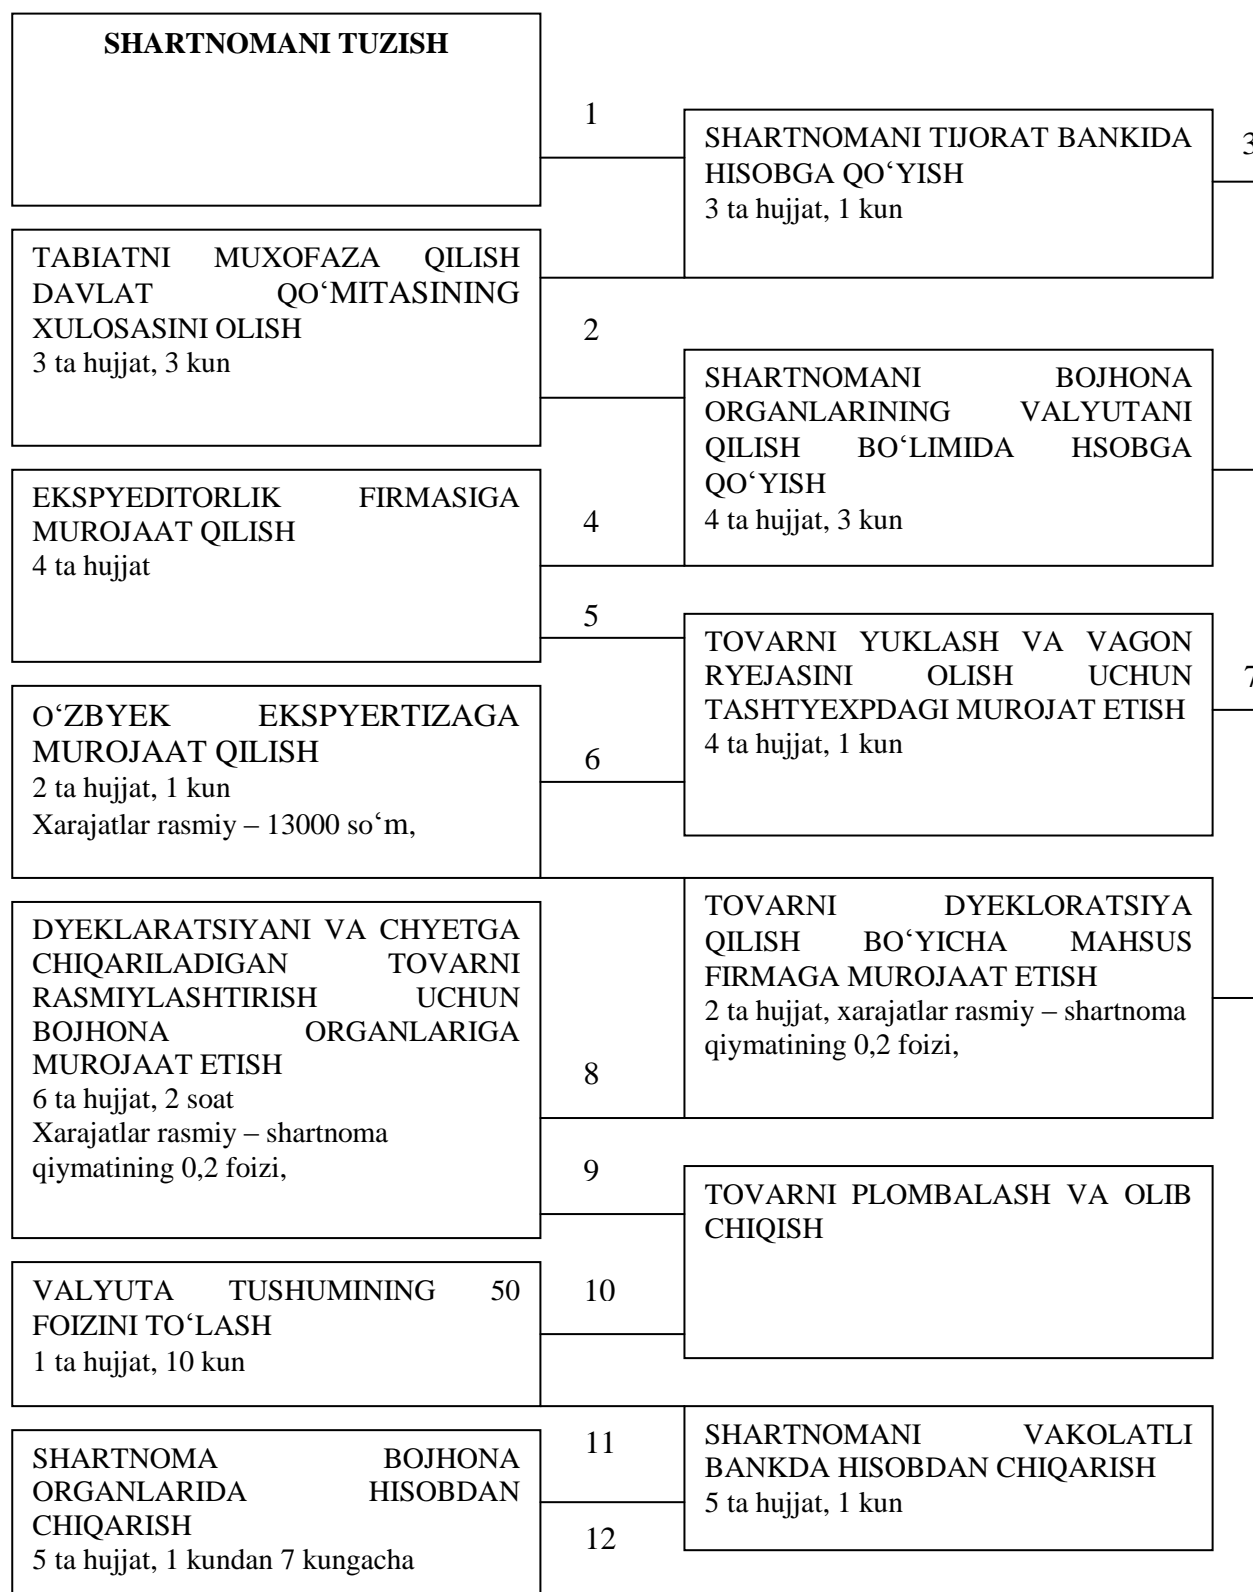 SHARTNOMANI TUZISH
1
SHARTNOMANI TIJORAT BANKIDA
HISOBGA QO‘YISH
3 ta hujjat, 1 kun
3
TABIATNI MUXOFAZA QILISH
DAVLAT QO‘MITASINING
XULOSASINI OLISH
3 ta hujjat, 3 kun
2
SHARTNOMANI BOJHONA
ORGANLARINING VALYUTANI
QILISH BO‘LIMIDA HSOBGA
QO‘YISH
4 ta hujjat, 3 kun
EKSPYEDITORLIK FIRMASIGA
MUROJAAT QILISH
4 ta hujjat
4
5
TOVARNI YUKLASH VA VAGON
RYEJASINI OLISH UCHUN
TASHTYEXPDAGI MUROJAT ETISH
4 ta hujjat, 1 kun
7
O‘ZBYEK EKSPYERTIZAGA
MUROJAAT QILISH
2 ta hujjat, 1 kun
Xarajatlar rasmiy – 13000 so‘m,
6
TOVARNI DYEKLORATSIYA
QILISH BO‘YICHA MAHSUS
FIRMAGA MUROJAAT ETISH
2 ta hujjat, xarajatlar rasmiy – shartnoma
qiymatining 0,2 foizi,
DYEKLARATSIYANI VA CHYETGA
CHIQARILADIGAN TOVARNI
RASMIYLASHTIRISH UCHUN
BOJHONA ORGANLARIGA
MUROJAAT ETISH
6 ta hujjat, 2 soat
Xarajatlar rasmiy – shartnoma
qiymatining 0,2 foizi,
8
9
TOVARNI PLOMBALASH VA OLIB
CHIQISH
VALYUTA TUSHUMINING 50
FOIZINI TO‘LASH
1 ta hujjat, 10 kun
10
11
SHARTNOMANI VAKOLATLI
BANKDA HISOBDAN CHIQARISH
5 ta hujjat, 1 kun
SHARTNOMA BOJHONA
ORGANLARIDA HISOBDAN
CHIQARISH
5 ta hujjat, 1 kundan 7 kungacha
12